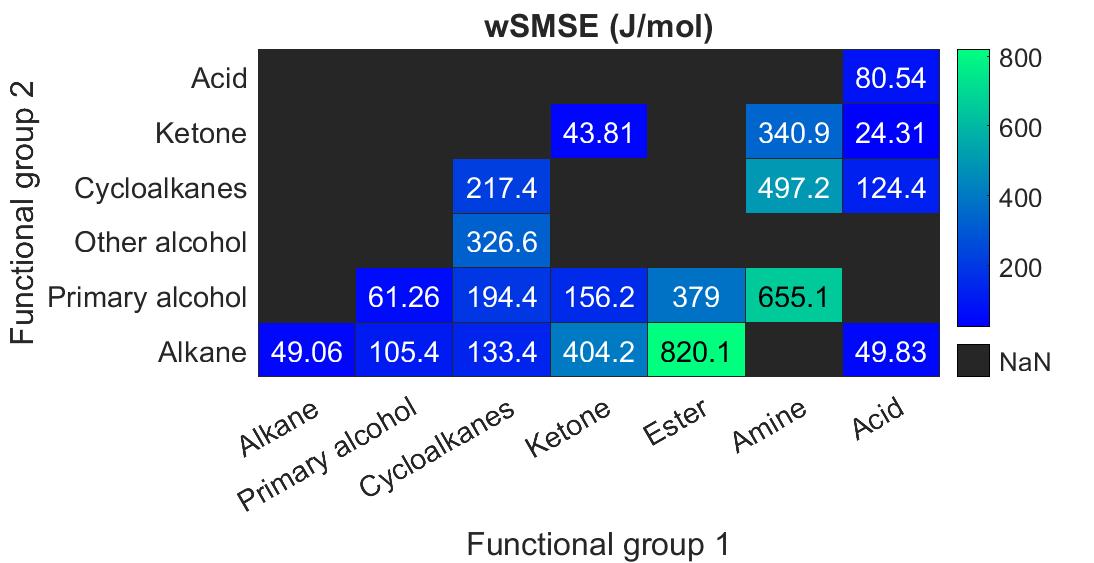 wSMSE (J/mol)
Functional group 2
Acid 80.54
Ketone 43.81 340.9 24.31
Cycloalkanes 217.4 497.2 124.4
Other alcohol 326.6
Primary alcohol 61.26 194.4 156.2 379 655.1
Alkane 49.06 105.4 133.4 404.2 820.1 49.83
Alkane Primary alcohol Cycloalkanes Ketone Ester Amine Acid
Functional group 1
800
600
400
200
NaN